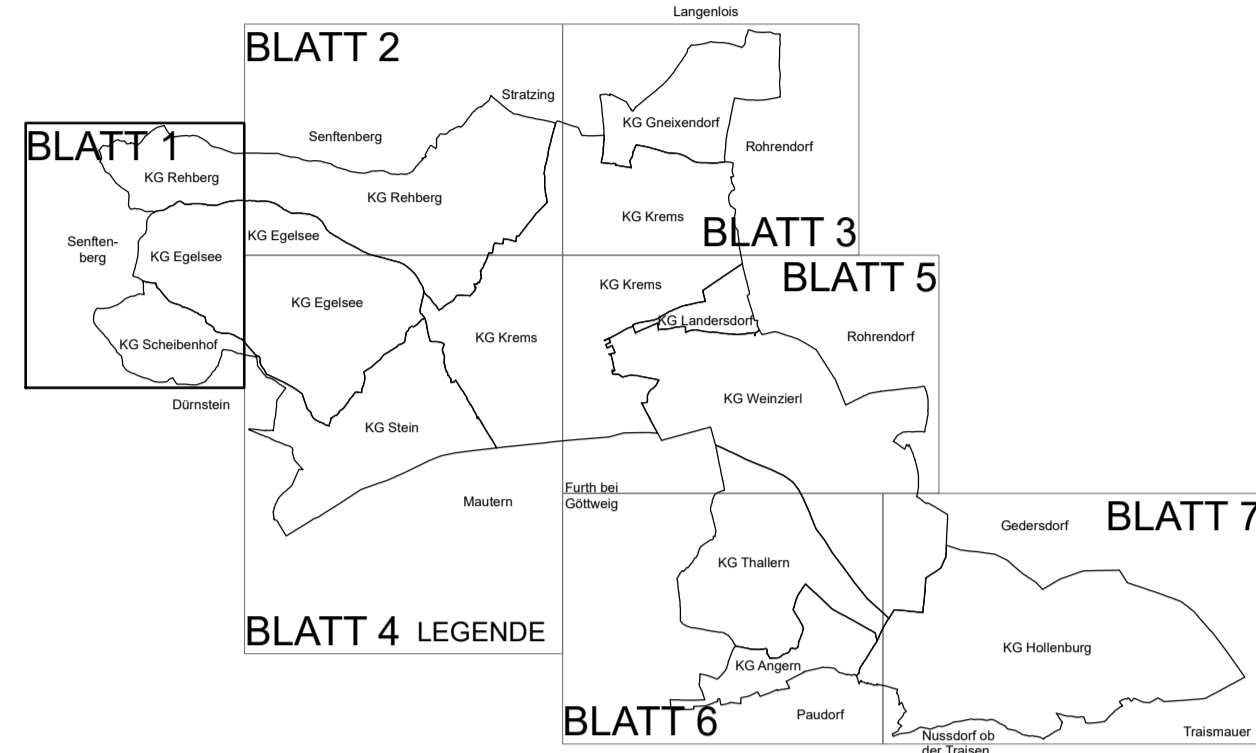 Langenlois
BLATT 2
Stratzing
Senftenberg
KG Gneixendorf
Rohrendorf
BLATT 1
KG Rehberg
KG Rehberg
KG Krems
BLATT 3
Senften-
berg
KG Egelsee
KG Egelsee
KG Egelsee
KG Krems
BLATT 5
KG Scheibenhof
KG Krems
KG Landersdorf
Rohrendorf
Dürnstein
KG Stein
KG Weinzierl
Mautern
Furth bei
Göttweig
Gedersdorf
BLATT 7
KG Thallern
BLATT 4
LEGENDE
KG Angern
KG Hollenburg
BLATT 6
Paudorf
Nussdorf ob
der Traisen
Traismauer